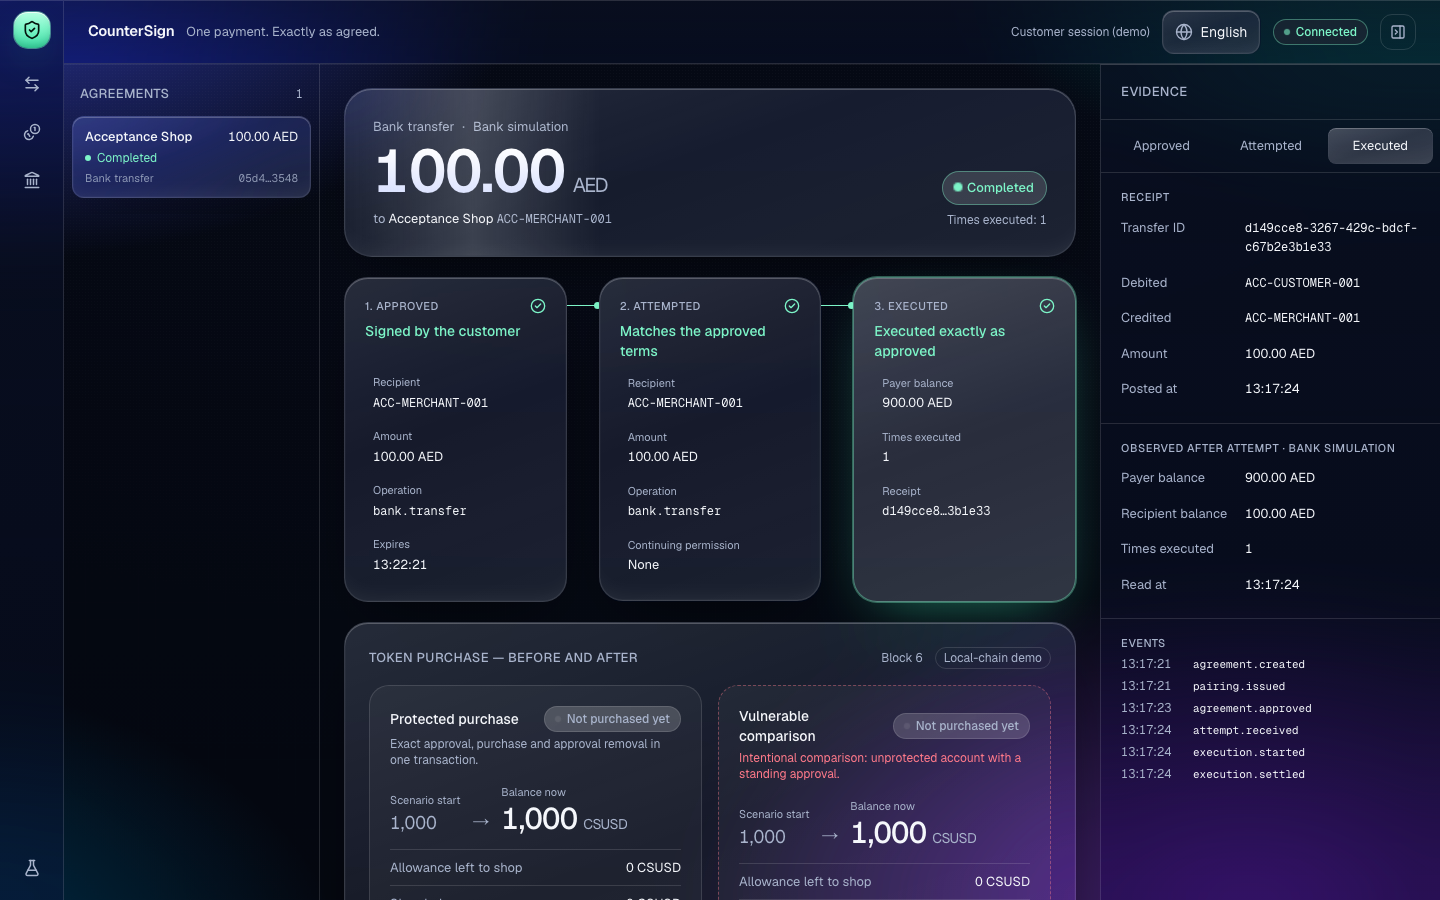 CounterSign One payment. Exactly as agreed.
Customer session (demo) English Connected
AGREEMENTS 1
Acceptance Shop 100.00 AED
Completed
Bank transfer 05d4…3548
Bank transfer · Bank simulation
100.00 AED
to Acceptance Shop ACC-MERCHANT-001
Completed
Times executed: 1
1. APPROVED
Signed by the customer
Recipient
ACC-MERCHANT-001
Amount
100.00 AED
Operation
bank.transfer
Expires
13:22:21
2. ATTEMPTED
Matches the approved
terms
Recipient
ACC-MERCHANT-001
Amount
100.00 AED
Operation
bank.transfer
Continuing permission
None
3. EXECUTED
Executed exactly as
approved
Payer balance
900.00 AED
Times executed
1
Receipt
d149cce8…3b1e33
TOKEN PURCHASE — BEFORE AND AFTER
Block 6 Local-chain demo
Protected purchase Not purchased yet
Exact approval, purchase and approval removal in
one transaction.
Scenario start
1,000
→
Balance now
1,000 CSUSD
Allowance left to shop 0 CSUSD
Vulnerable
comparison
Not purchased yet
Intentional comparison: unprotected account with a
standing approval.
Scenario start
1,000
→
Balance now
1,000 CSUSD
Allowance left to shop 0 CSUSD
EVIDENCE
Approved Attempted Executed
RECEIPT
Transfer ID d149cce8-3267-429c-bdcf-
c67b2e3b1e33
Debited ACC-CUSTOMER-001
Credited ACC-MERCHANT-001
Amount 100.00 AED
Posted at 13:17:24
OBSERVED AFTER ATTEMPT · BANK SIMULATION
Payer balance 900.00 AED
Recipient balance 100.00 AED
Times executed 1
Read at 13:17:24
EVENTS
13:17:21 agreement.created
13:17:21 pairing.issued
13:17:23 agreement.approved
13:17:24 attempt.received
13:17:24 execution.started
13:17:24 execution.settled